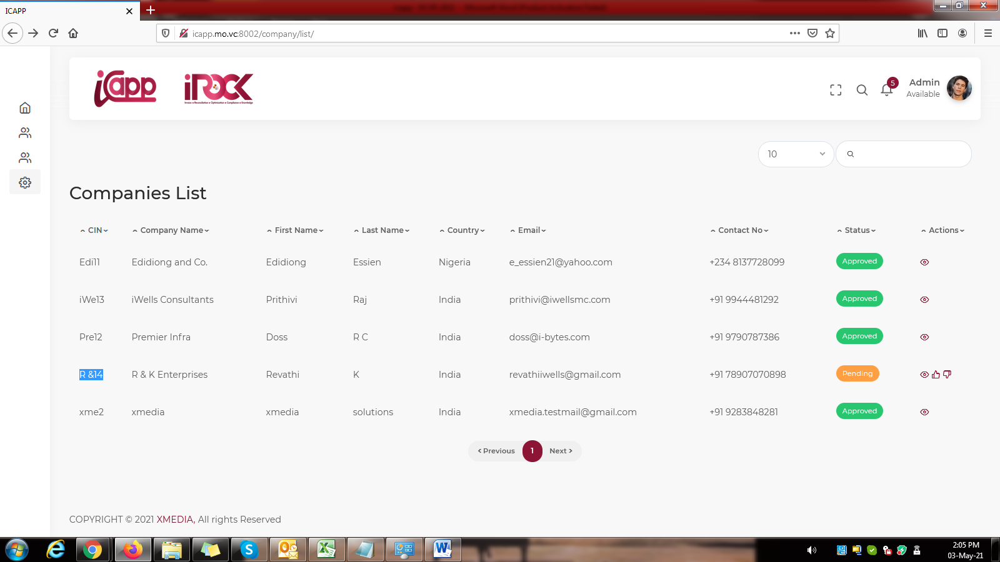 ICAPP
icapp.mo.vc:8002/company/list/
icapp
iROCK
Invoice • Reconciliation • Optimisation • Compliance • Knowledge
5
Admin
Available
10
Companies List
CIN Company Name First Name Last Name Country Email Contact No Status Actions
Edi11 Edidiong and Co. Edidiong Essien Nigeria e_essien21@yahoo.com +234 8137728099 Approved
iWe13 iWells Consultants Prithivi Raj India prithivi@iwellsmc.com +91 9944481292 Approved
Pre12 Premier Infra Doss R C India doss@i-bytes.com +91 9790787386 Approved
R &14 R & K Enterprises Revathi K India revathiiwells@gmail.com +91 78907070898 Pending
xme2 xmedia xmedia solutions India xmedia.testmail@gmail.com +91 9283848281 Approved
Previous 1 Next
COPYRIGHT © 2021 XMEDIA, All rights Reserved
2:05 PM
03-May-21